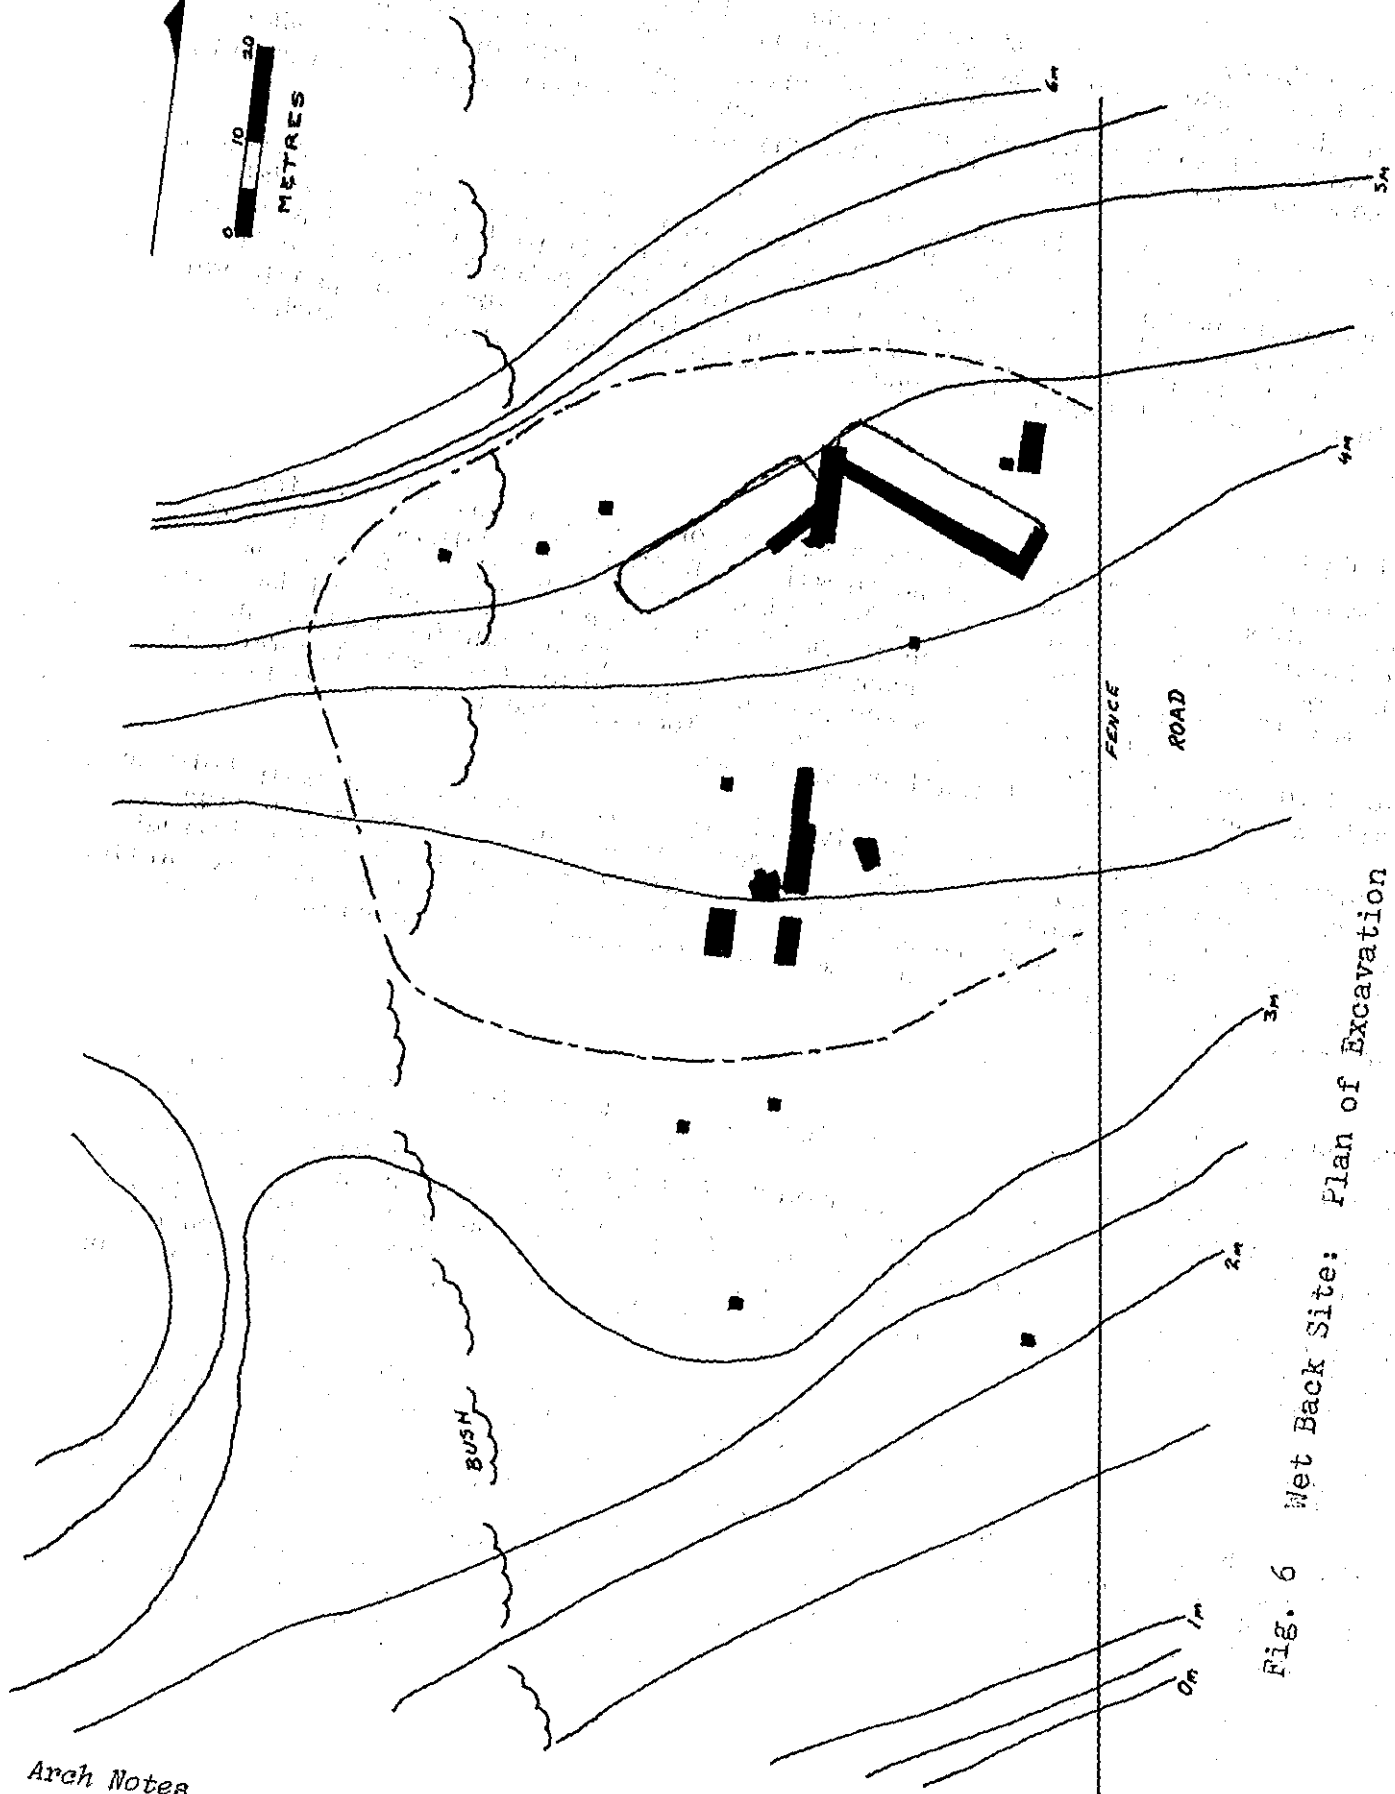 20
10
0
METRES
6m
5m
4m
FENCE
ROAD
3m
2m
BUSH
1m
0m
Fig. 6 Wet Back Site: Plan of Excavation
Arch Notes